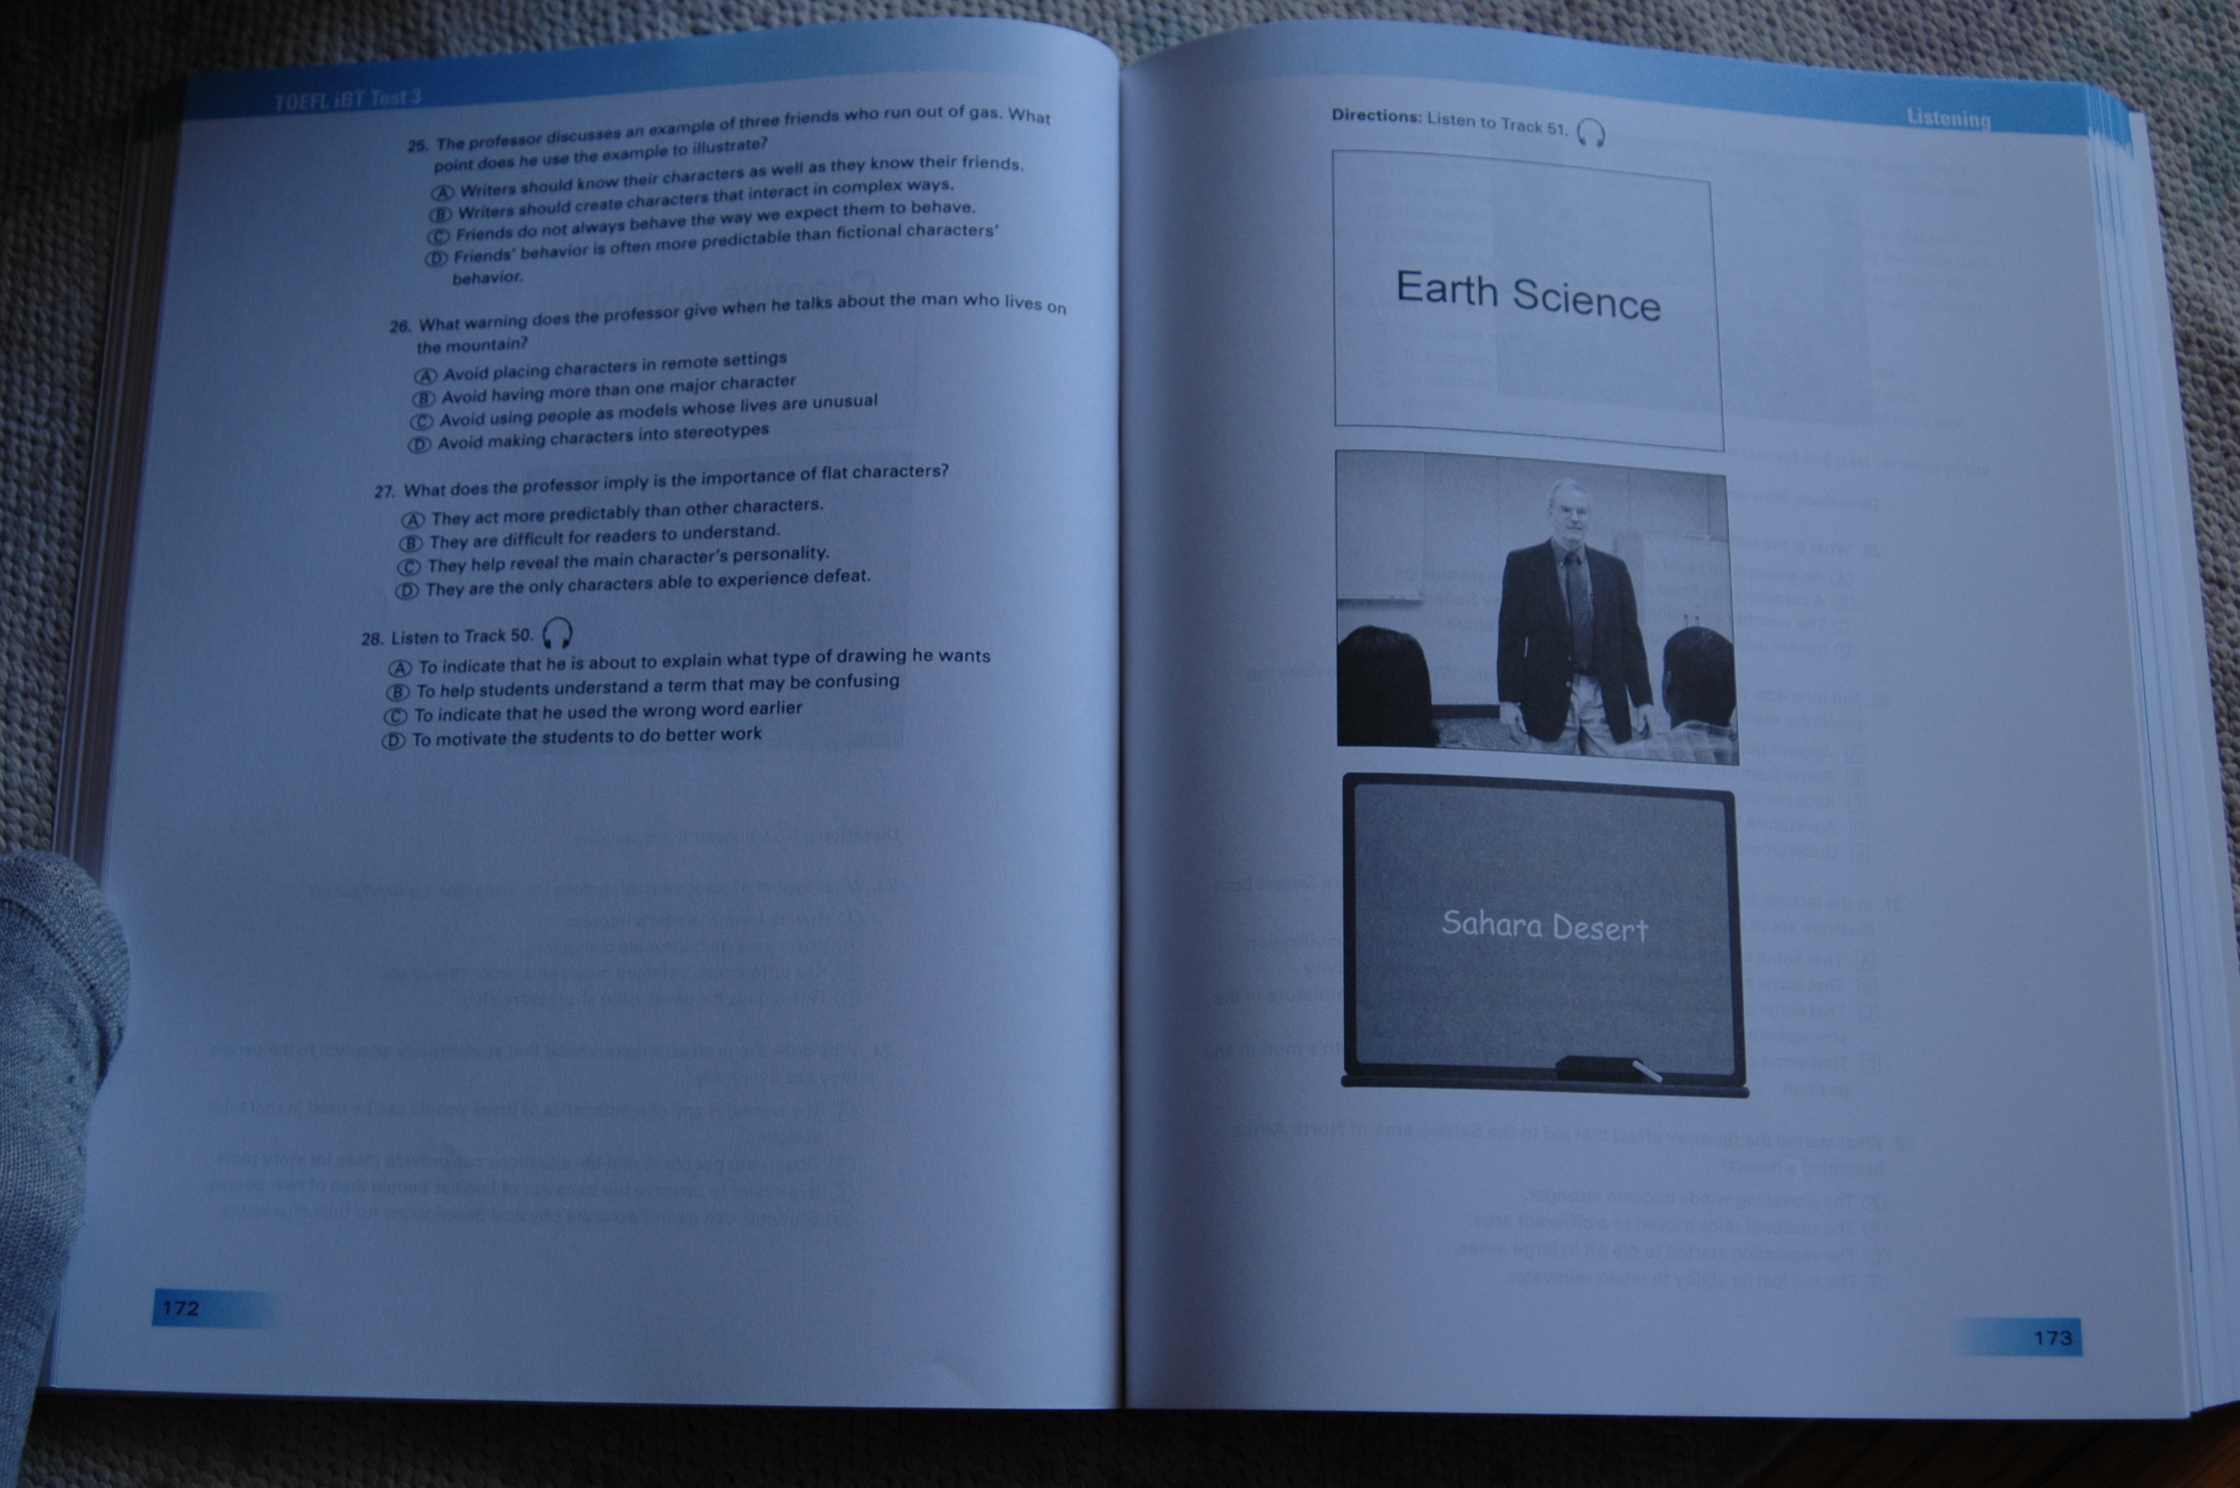 TOEFL iBT Test 3
25. The professor discusses an example of three friends who run out of gas. What
point does he use the example to illustrate?
(A) Writers should know their characters as well as they know their friends.
(B) Writers should create characters that interact in complex ways.
(C) Friends do not always behave the way we expect them to behave.
(D) Friends' behavior is often more predictable than fictional characters'
behavior.
26. What warning does the professor give when he talks about the man who lives on
the mountain?
(A) Avoid placing characters in remote settings
(B) Avoid having more than one major character
(C) Avoid using people as models whose lives are unusual
(D) Avoid making characters into stereotypes
27. What does the professor imply is the importance of flat characters?
(A) They act more predictably than other characters.
(B) They are difficult for readers to understand.
(C) They help reveal the main character's personality.
(D) They are the only characters able to experience defeat.
28. Listen to Track 50.
(A) To indicate that he is about to explain what type of drawing he wants
(B) To help students understand a term that may be confusing
(C) To indicate that he used the wrong word earlier
(D) To motivate the students to do better work
172
Listening
Directions: Listen to Track 51.
Earth Science
Sahara Desert
173